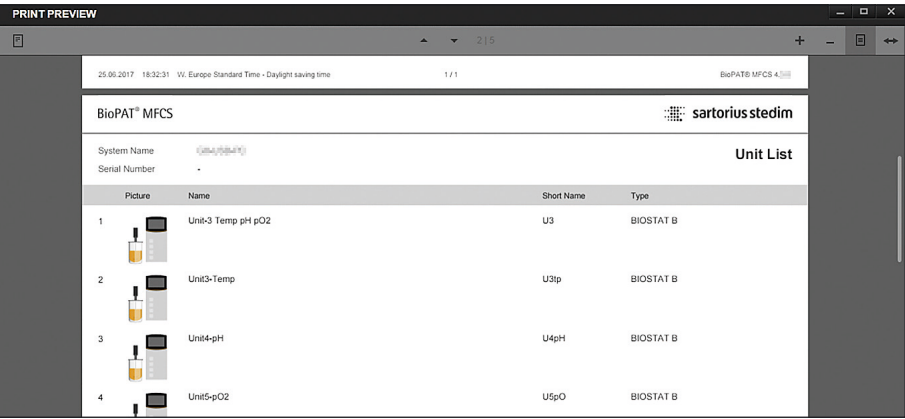 PRINT PREVIEW
2|5
25.06.2017 18:32:31 W. Europe Standard Time - Daylight saving time 1 / 1 BioPAT® MFCS 4.
BioPAT® MFCS sartorius stedim
System Name Unit List
Serial Number -
Picture Name Short Name Type
1 Unit-3 Temp pH pO2 U3 BIOSTAT B
2 Unit3-Temp U3tp BIOSTAT B
3 Unit4-pH U4pH BIOSTAT B
4 Unit5-pO2 U5pO BIOSTAT B